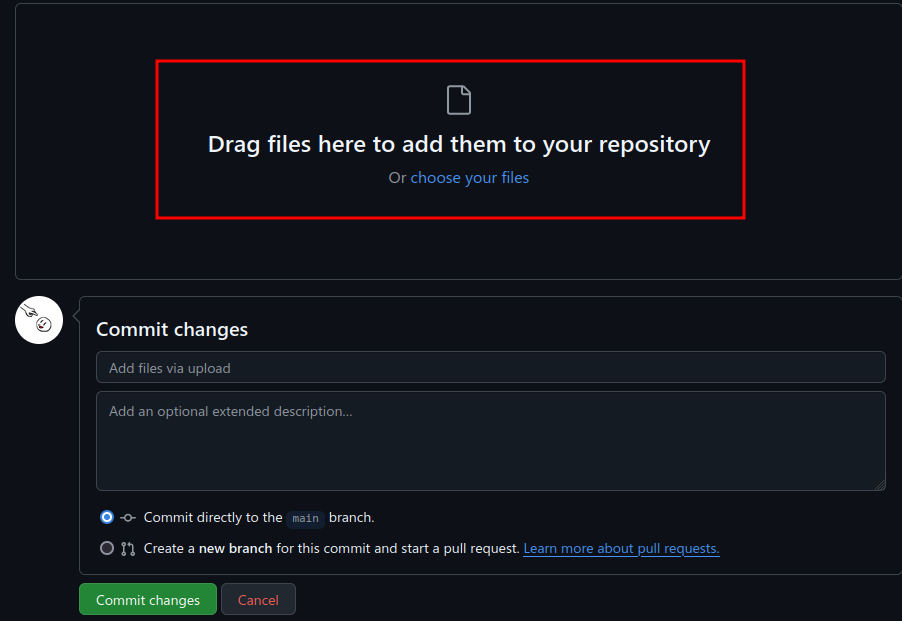 Drag files here to add them to your repository
Or choose your files
Commit changes
Add files via upload
Add an optional extended description...
Commit directly to the main branch.
Create a new branch for this commit and start a pull request. Learn more about pull requests.
Commit changes
Cancel